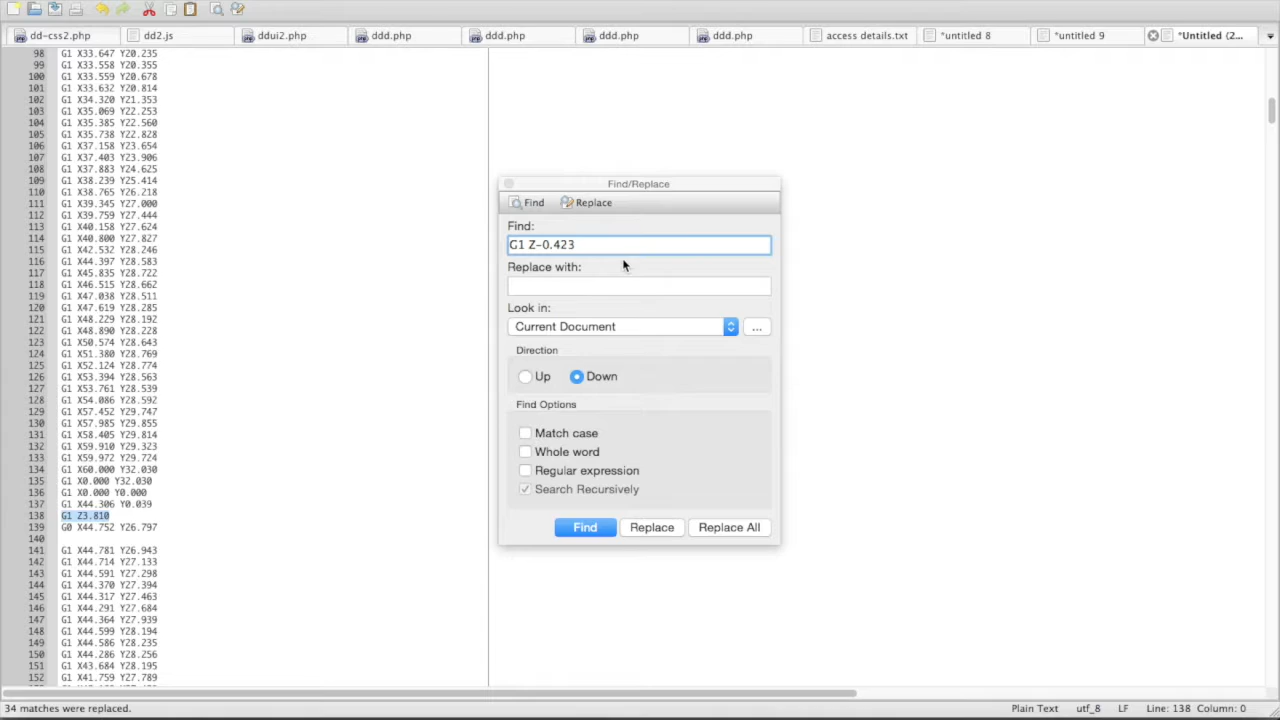 dd-css2.php
dd2.js
ddui2.php
ddd.php
ddd.php
ddd.php
ddd.php
access details.txt
*untitled 8
*untitled 9
*Untitled (2...
98 G1 X33.647 Y20.235
99 G1 X33.558 Y20.355
100 G1 X33.559 Y20.678
101 G1 X33.632 Y20.814
102 G1 X34.320 Y21.353
103 G1 X35.069 Y22.253
104 G1 X35.385 Y22.560
105 G1 X35.738 Y22.828
106 G1 X37.158 Y23.654
107 G1 X37.403 Y23.906
108 G1 X37.883 Y24.625
109 G1 X38.239 Y25.414
110 G1 X38.765 Y26.218
111 G1 X39.345 Y27.000
112 G1 X39.759 Y27.444
113 G1 X40.158 Y27.624
114 G1 X40.800 Y27.827
115 G1 X42.532 Y28.246
116 G1 X44.397 Y28.583
117 G1 X45.835 Y28.722
118 G1 X46.515 Y28.662
119 G1 X47.038 Y28.511
120 G1 X47.619 Y28.285
121 G1 X48.229 Y28.192
122 G1 X48.890 Y28.228
123 G1 X50.574 Y28.643
124 G1 X51.380 Y28.769
125 G1 X52.124 Y28.774
126 G1 X53.394 Y28.563
127 G1 X53.761 Y28.539
128 G1 X54.086 Y28.592
129 G1 X57.452 Y29.747
130 G1 X57.985 Y29.855
131 G1 X58.405 Y29.814
132 G1 X59.910 Y29.323
133 G1 X59.972 Y29.724
134 G1 X60.000 Y32.030
135 G1 X0.000 Y32.030
136 G1 X0.000 Y0.000
137 G1 X44.306 Y0.039
138 G1 Z3.810
139 G0 X44.752 Y26.797
140
141 G1 X44.781 Y26.943
142 G1 X44.714 Y27.133
143 G1 X44.591 Y27.298
144 G1 X44.370 Y27.394
145 G1 X44.317 Y27.463
146 G1 X44.291 Y27.684
147 G1 X44.364 Y27.939
148 G1 X44.599 Y28.194
149 G1 X44.586 Y28.235
150 G1 X44.286 Y28.256
151 G1 X43.684 Y28.195
152 G1 X41.759 Y27.789
Find/Replace
Find
Replace
Find:
G1 Z-0.423
Replace with:
Look in:
Current Document
...
Direction
Up
Down
Find Options
Match case
Whole word
Regular expression
Search Recursively
Find
Replace
Replace All
34 matches were replaced.
Plain Text
utf_8
LF
Line: 138 Column: 0